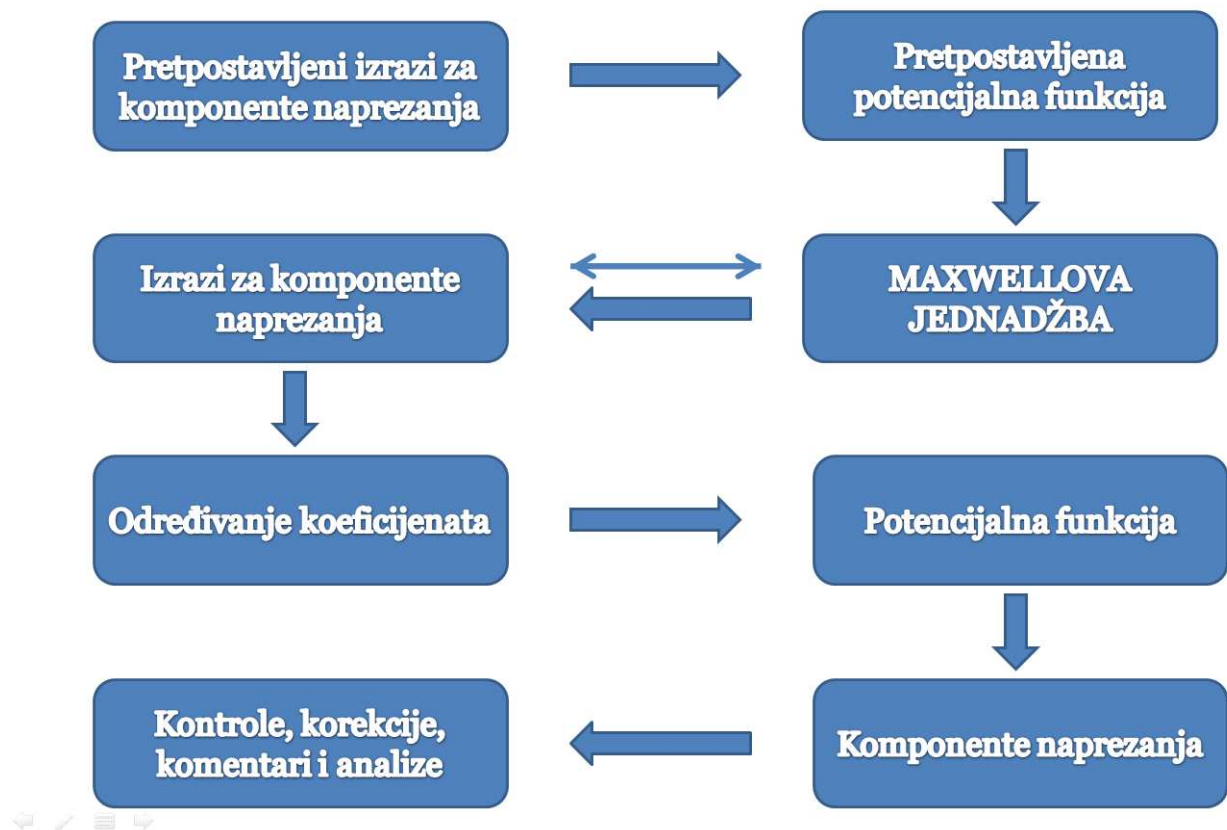 Pretpostavljeni izrazi za
komponente naprezanja
Pretpostavljena
potencijalna funkcija
Izrazi za komponente
naprezanja
MAXWELLOVA
JEDNADŽBA
Određivanje koeficijenata
Potencijalna funkcija
Kontrole, korekcije,
komentari i analize
Komponente naprezanja